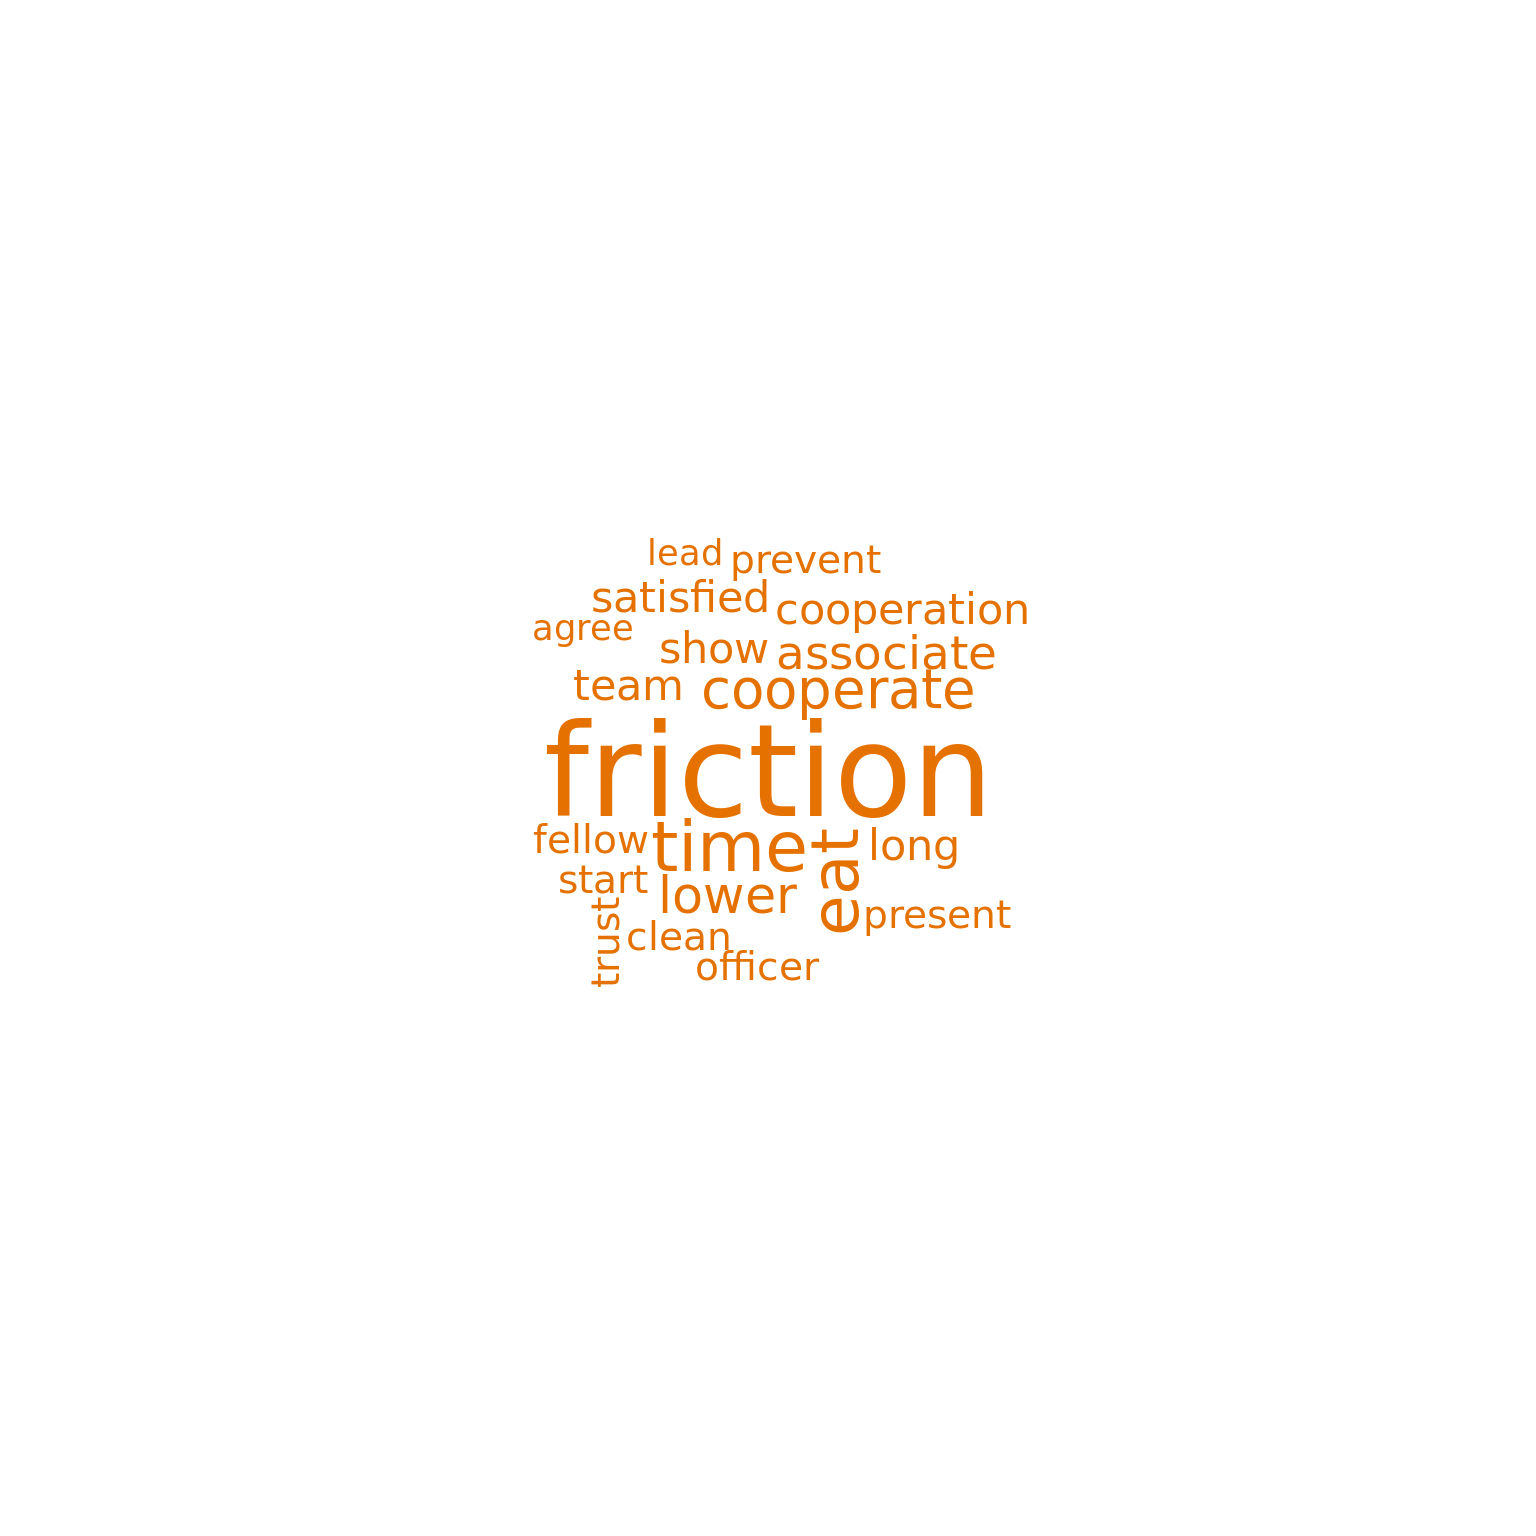 lead prevent
satisfied cooperation
agree show associate
team cooperate
friction
fellow time eat long
start lower
trust clean present
officer